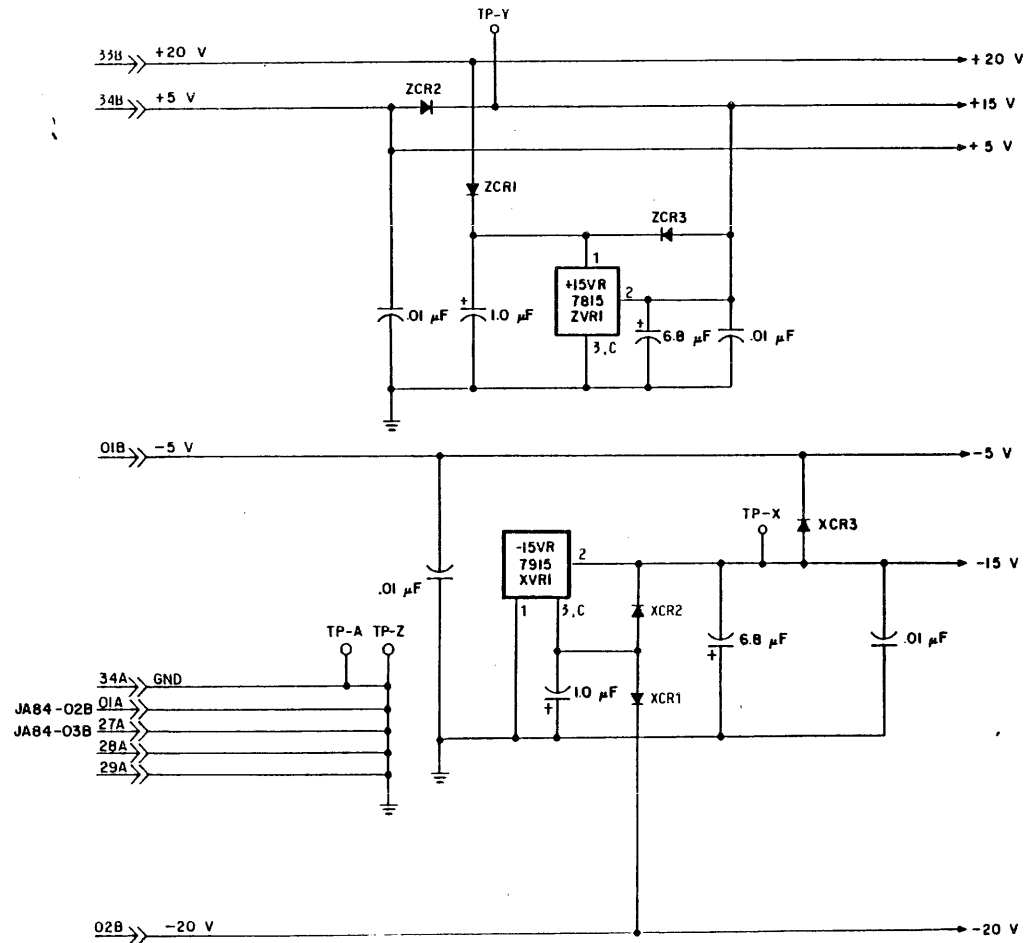 TP-Y
33B +20 V +20 V
34B +5 V ZCR2 +15 V
+5 V
ZCR1
ZCR3
1
+15VR
7815
ZVR1
2
3,C
.01 µF
1.0 µF
6.8 µF
.01 µF
01B -5 V -5 V
TP-X
XCR3
-15VR
7915
XVR1
2
-15 V
1
3,C
.01 µF
XCR2
6.8 µF
.01 µF
TP-A TP-Z
34A GND
1.0 µF
XCR1
JA84-02B 01A
JA84-03B 27A
28A
29A
02B -20 V -20 V